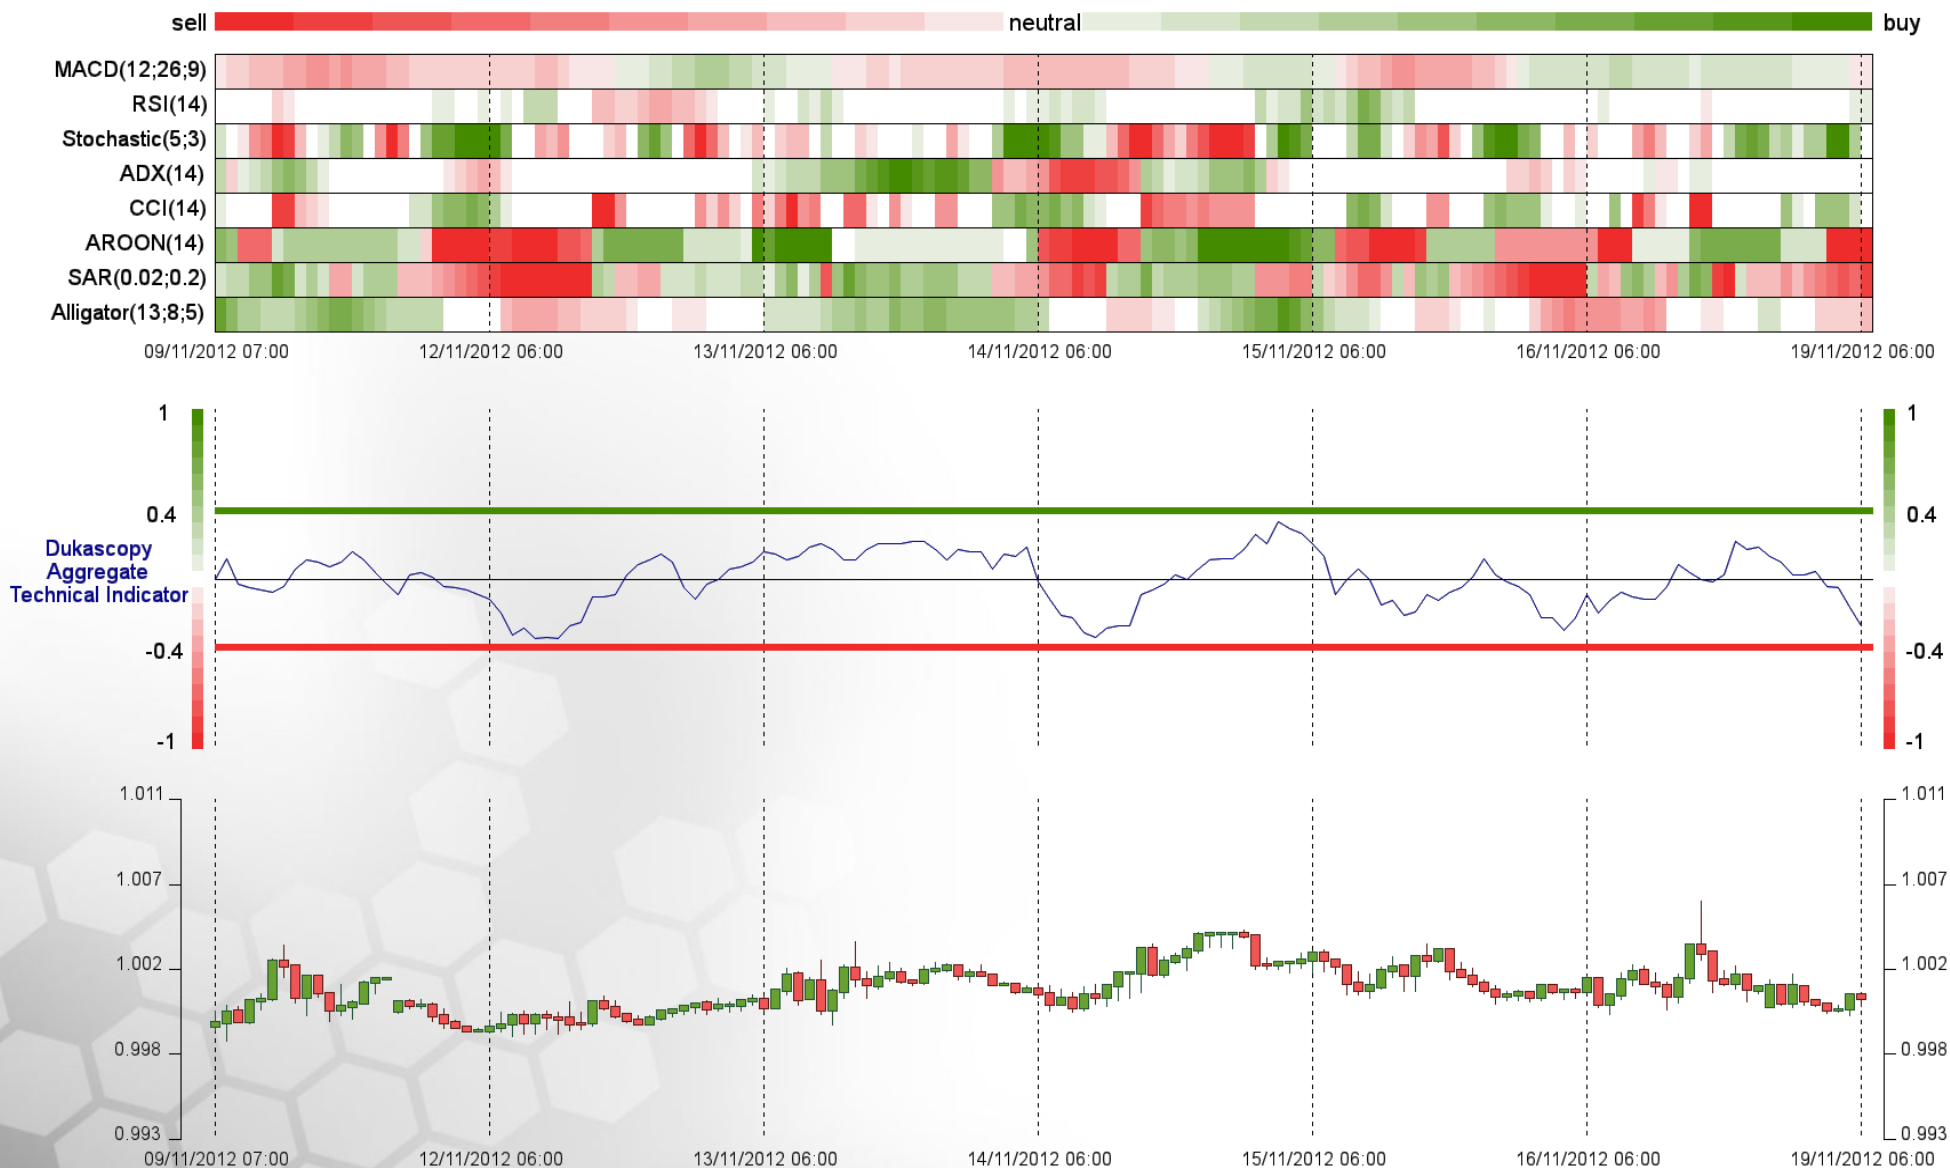 sell neutral buy
MACD(12;26;9)
RSI(14)
Stochastic(5;3)
ADX(14)
CCI(14)
AROON(14)
SAR(0.02;0.2)
Alligator(13;8;5)
09/11/2012 07:00 12/11/2012 06:00 13/11/2012 06:00 14/11/2012 06:00 15/11/2012 06:00 16/11/2012 06:00 19/11/2012 06:00
1 1
0.4 0.4
Dukascopy
Aggregate
Technical Indicator
-0.4 -0.4
-1 -1
1.011 1.011
1.007 1.007
1.002 1.002
0.998 0.998
0.993 0.993
09/11/2012 07:00 12/11/2012 06:00 13/11/2012 06:00 14/11/2012 06:00 15/11/2012 06:00 16/11/2012 06:00 19/11/2012 06:00